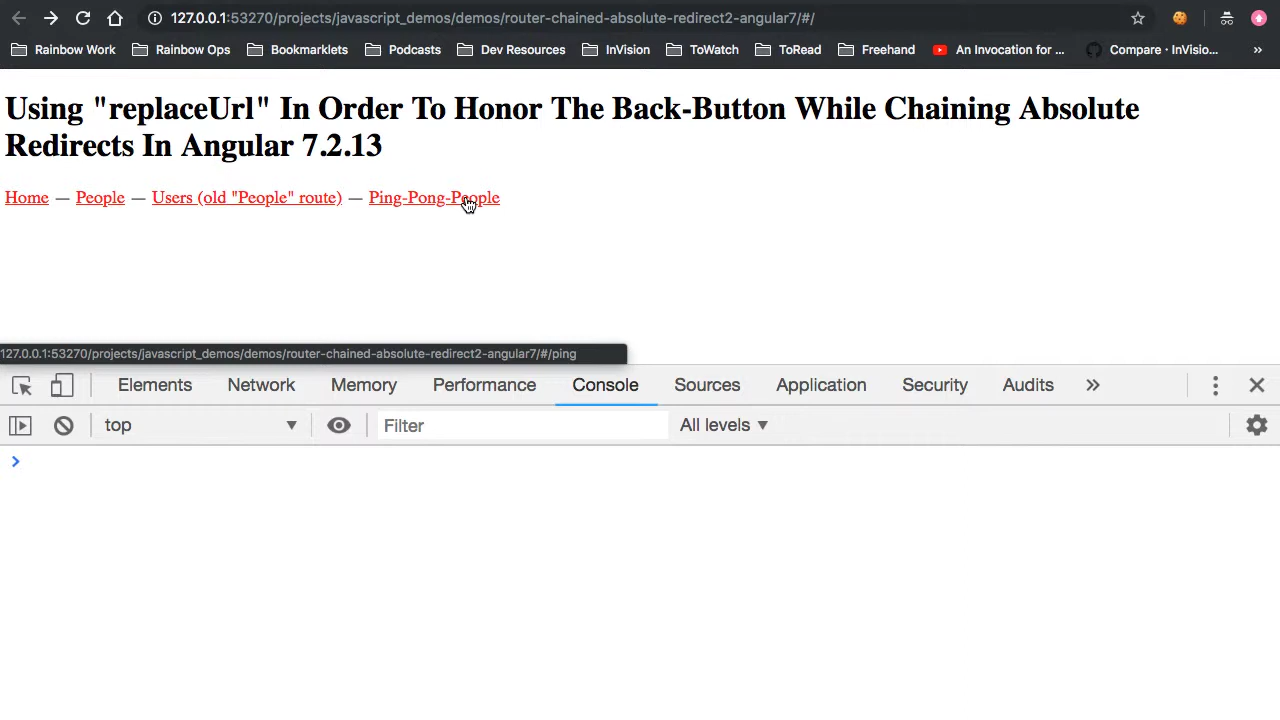 127.0.0.1:53270/projects/javascript_demos/demos/router-chained-absolute-redirect2-angular7/#/
Rainbow Work Rainbow Ops Bookmarklets Podcasts Dev Resources InVision ToWatch ToRead Freehand An Invocation for ... Compare · InVisio... »
Using "replaceUrl" In Order To Honor The Back-Button While Chaining Absolute
Redirects In Angular 7.2.13
Home — People — Users (old "People" route) — Ping-Pong-People
127.0.0.1:53270/projects/javascript_demos/demos/router-chained-absolute-redirect2-angular7/#/ping
Elements Network Memory Performance Console Sources Application Security Audits »
top Filter All levels